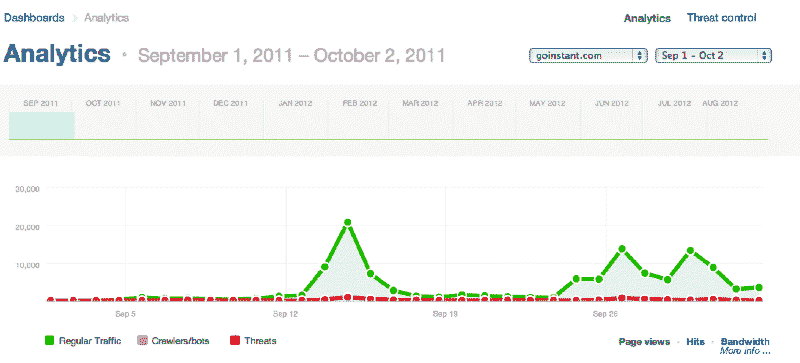 Dashboards Analytics Analytics Threat control
Analytics · September 1, 2011 – October 2, 2011 goinstant.com Sep 1 – Oct 2
SEP 2011 OCT 2011 NOV 2011 DEC 2011 JAN 2012 FEB 2012 MAR 2012 APR 2012 MAY 2012 JUN 2012 JUL 2012 AUG 2012
30,000
20,000
10,000
Sep 5 Sep 12 Sep 19 Sep 26
Regular Traffic Crawlers/bots Threats Page views · Hits · Bandwidth
More info ...